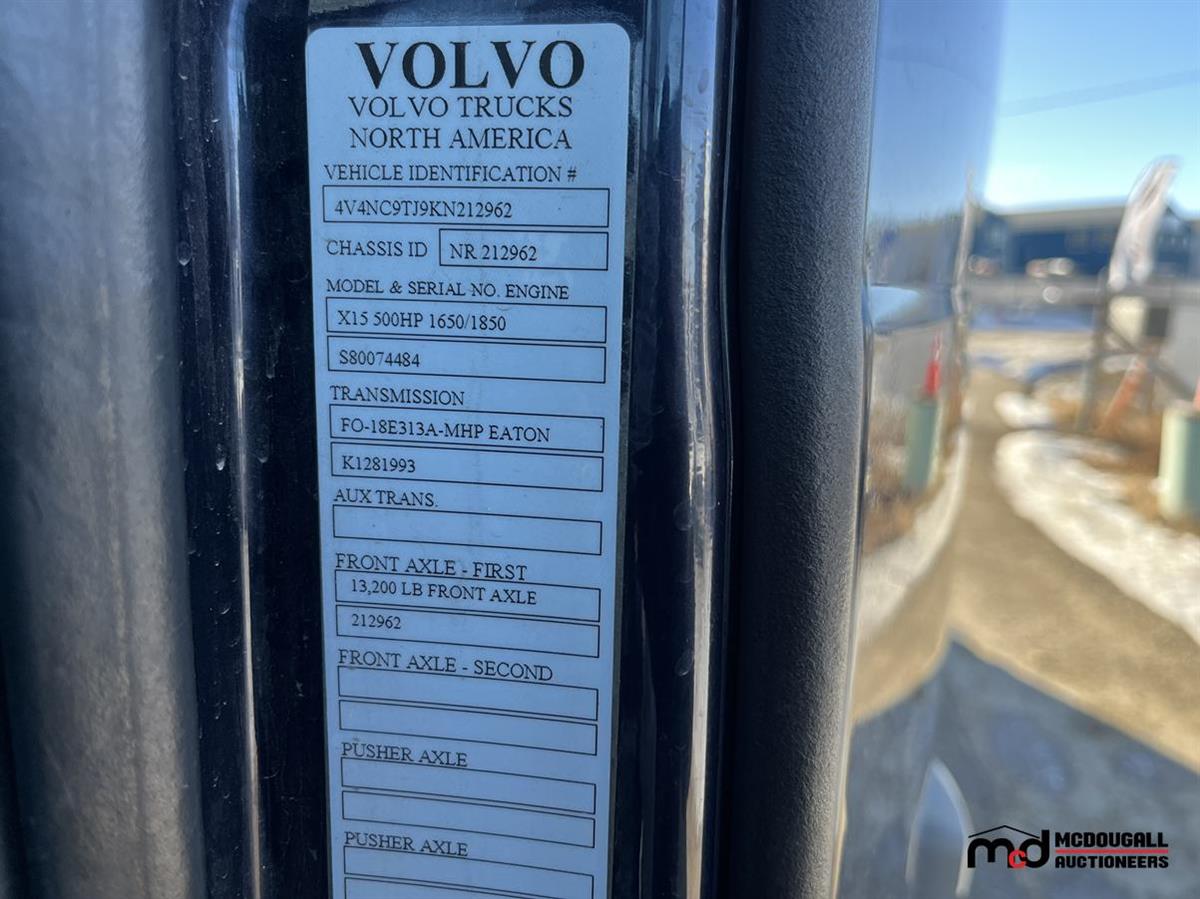 VOLVO
VOLVO TRUCKS
NORTH AMERICA
VEHICLE IDENTIFICATION #
4V4NC9TJ9KN212962
CHASSIS ID NR 212962
MODEL & SERIAL NO. ENGINE
X15 500HP 1650/1850
S80074484
TRANSMISSION
FO-18E313A-MHP EATON
K1281993
AUX TRANS.
FRONT AXLE - FIRST
13,200 LB FRONT AXLE
212962
FRONT AXLE - SECOND
PUSHER AXLE
PUSHER AXLE
mcd MCDOUGALL
AUCTIONEERS